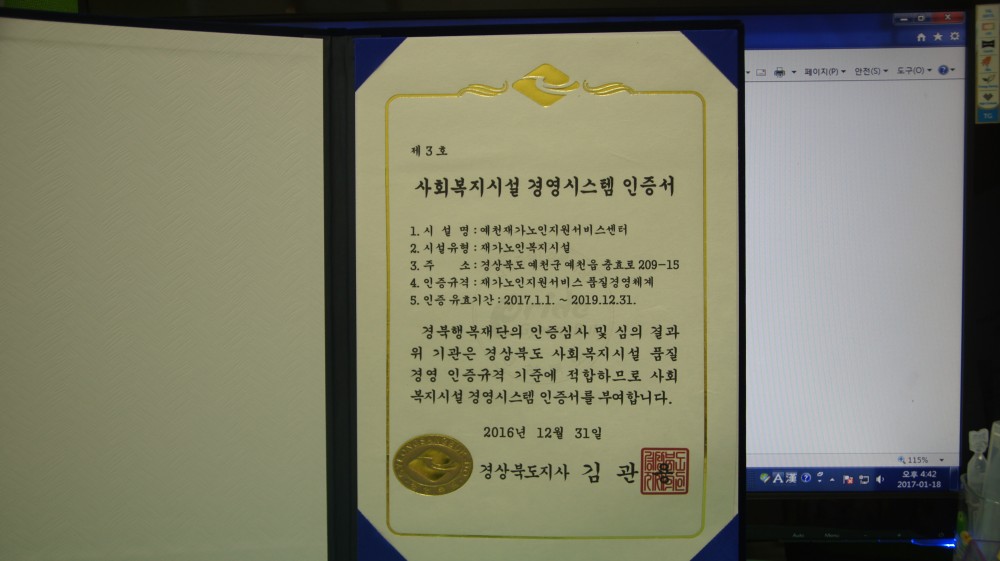 제 3 호
사회복지시설 경영시스템 인증서
1. 시 설 명 : 예천재가노인지원서비스센터
2. 시설유형 : 재가노인복지시설
3. 주 소 : 경상북도 예천군 예천읍 충효로 209-15
4. 인증규격 : 재가노인지원서비스 품질경영체계
5. 인증 유효기간 : 2017.1.1. ~ 2019.12.31.
경북행복재단의 인증심사 및 심의 결과
위 기관은 경상북도 사회복지시설 품질
경영 인증규격 기준에 적합하므로 사회
복지시설 경영시스템 인증서를 부여합니다.
2016년 12월 31일
경상북도지사 김 관 용
페이지(P) 안전(S) 도구(O)
115%
A 漢
오후 4:42
2017-01-18